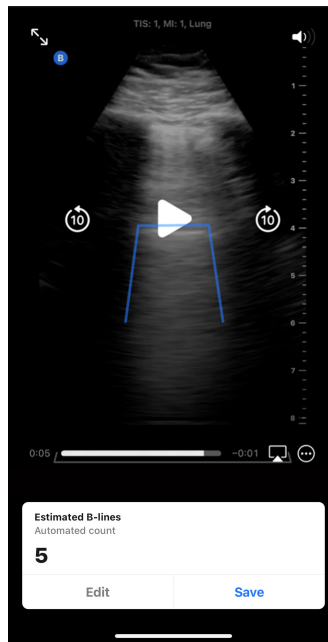 TIS: 1, MI: 1, Lung
B
1
2
3
10
10
4
5
6
7
8
0:05
-0:01
Estimated B-lines
Automated count
5
Edit
Save